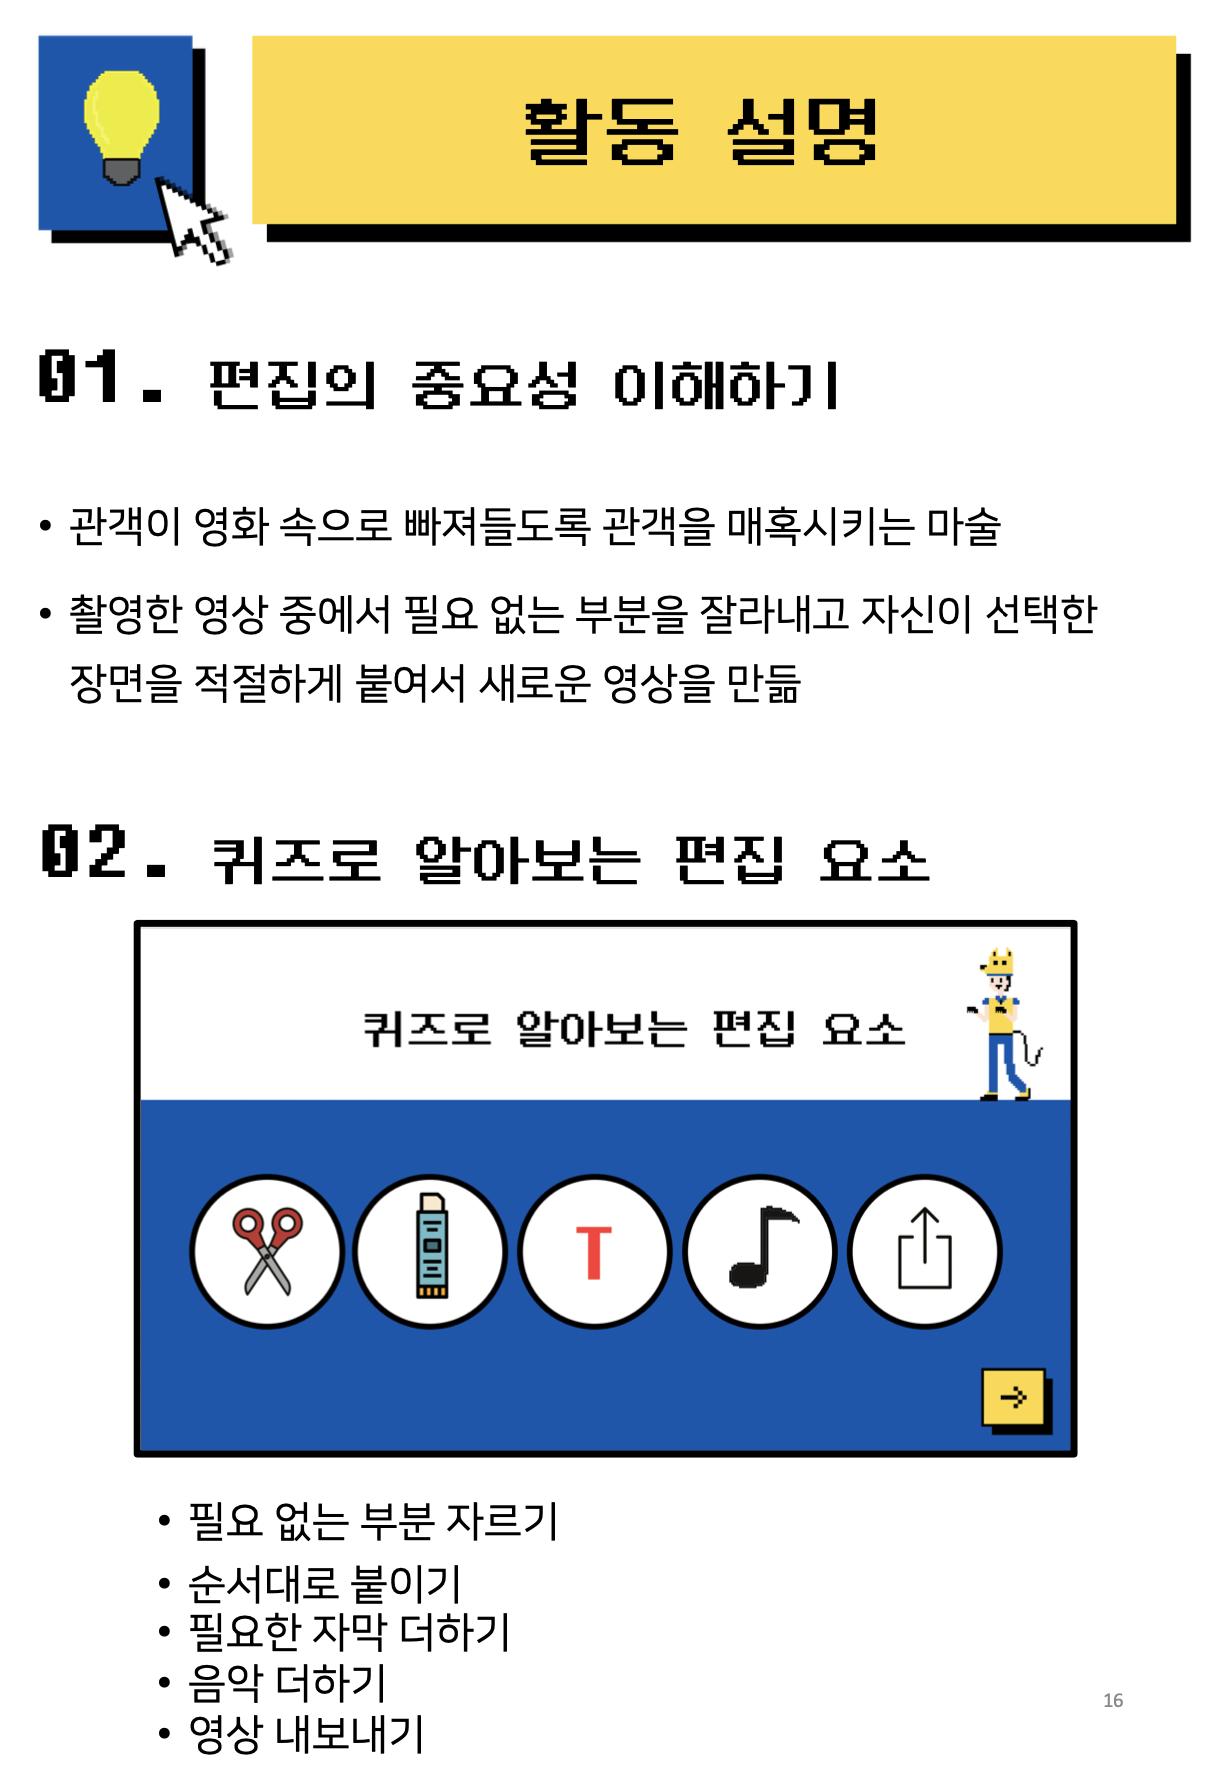 활동 설명
01. 편집의 중요성 이해하기
• 관객이 영화 속으로 빠져들도록 관객을 매혹시키는 마술
• 촬영한 영상 중에서 필요 없는 부분을 잘라내고 자신이 선택한
장면을 적절하게 붙여서 새로운 영상을 만듦
02. 퀴즈로 알아보는 편집 요소
퀴즈로 알아보는 편집 요소
T
• 필요 없는 부분 자르기
• 순서대로 붙이기
• 필요한 자막 더하기
• 음악 더하기
• 영상 내보내기
16